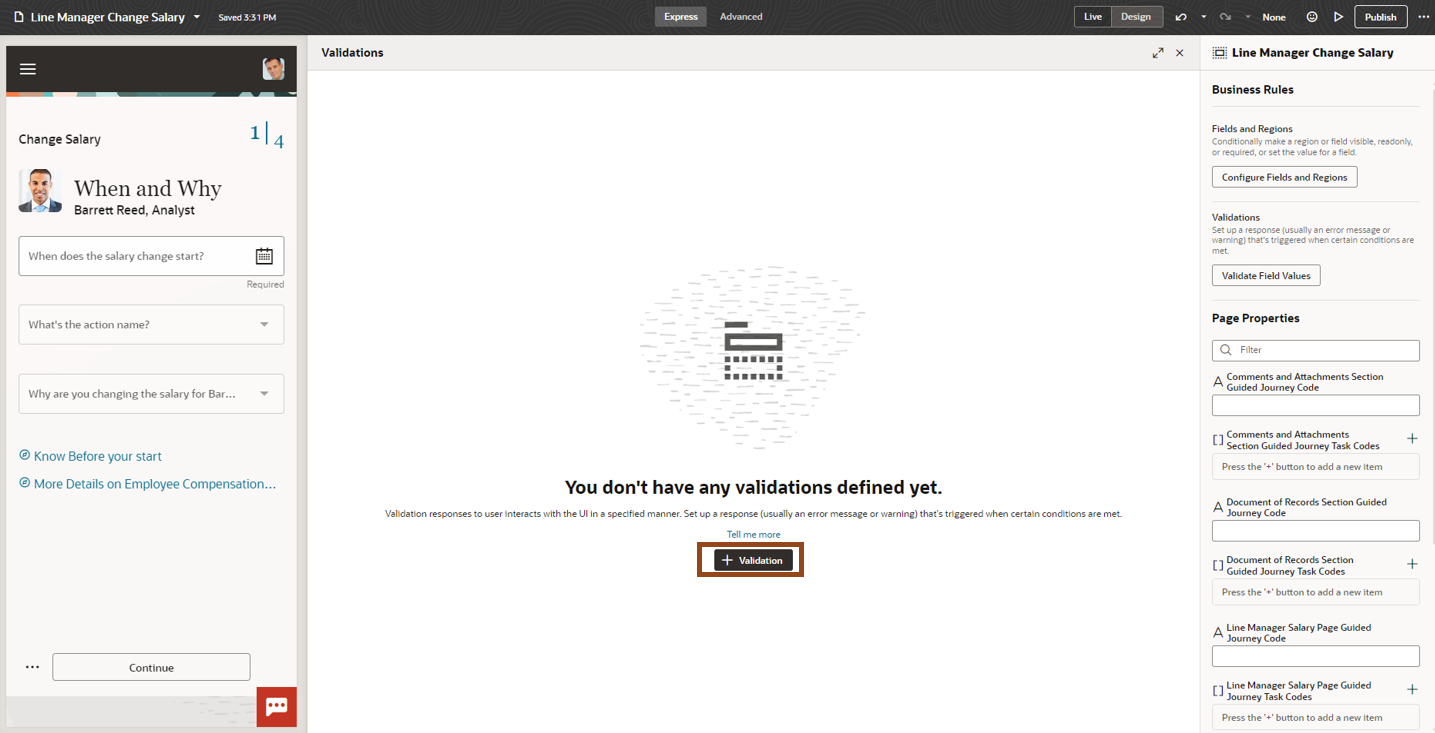 Line Manager Change Salary
Saved 3:31 PM
Express
Advanced
Live
Design
None
Publish
Change Salary
1
4
When and Why
Barrett Reed, Analyst
When does the salary change start?
Required
What's the action name?
Why are you changing the salary for Bar...
Know Before your start
More Details on Employee Compensation...
Continue
Validations
You don't have any validations defined yet.
Validation responses to user interacts with the UI in a specified manner. Set up a response (usually an error message or warning) that's triggered when certain conditions are met.
Tell me more
+ Validation
Line Manager Change Salary
Business Rules
Fields and Regions
Conditionally make a region or field visible, readonly,
or required, or set the value for a field.
Configure Fields and Regions
Validations
Set up a response (usually an error message or
warning) that's triggered when certain conditions are
met.
Validate Field Values
Page Properties
Filter
A Comments and Attachments Section
Guided Journey Code
[] Comments and Attachments
Section Guided Journey Task Codes
Press the '+' button to add a new item
A Document of Records Section Guided
Journey Code
[] Document of Records Section
Guided Journey Task Codes
Press the '+' button to add a new item
A Line Manager Salary Page Guided
Journey Code
[] Line Manager Salary Page Guided
Journey Task Codes
Press the '+' button to add a new item